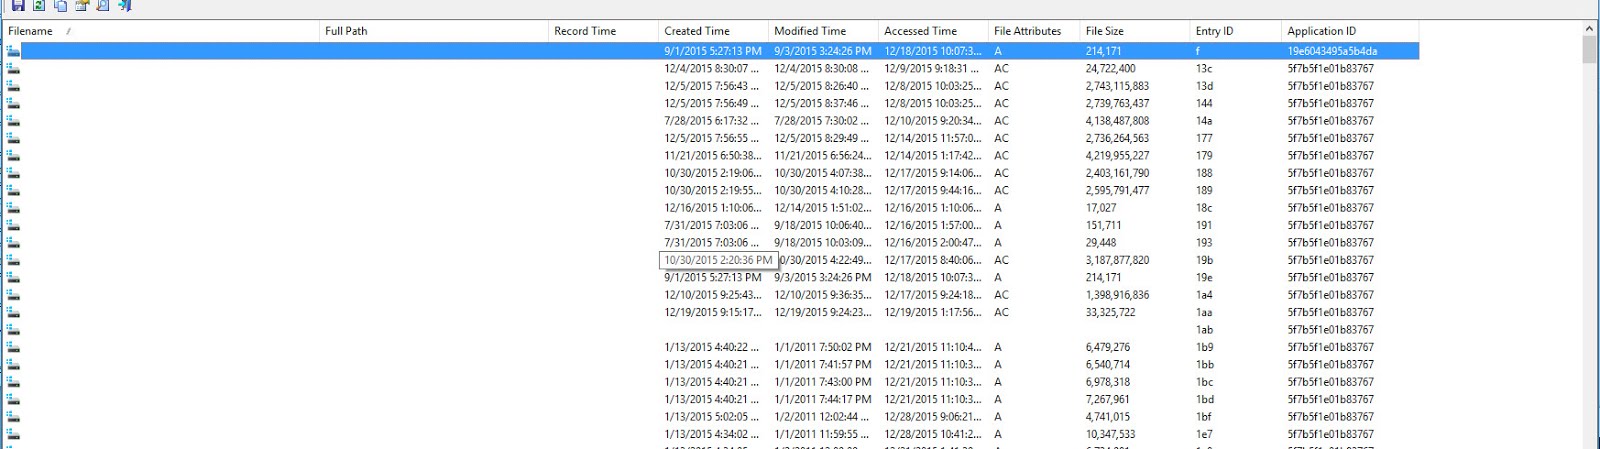 Filename / Full Path Record Time Created Time Modified Time Accessed Time File Attributes File Size Entry ID Application ID
9/1/2015 5:27:13 PM 9/3/2015 3:24:26 PM 12/18/2015 10:07:3... A 214,171 f 19e6043495a5b4da
12/4/2015 8:30:07 ... 12/4/2015 8:30:08 ... 12/9/2015 9:18:31 ... AC 24,722,400 13c 5f7b5f1e01b83767
12/5/2015 7:56:43 ... 12/5/2015 8:26:40 ... 12/8/2015 10:03:25... AC 2,743,115,883 13d 5f7b5f1e01b83767
12/5/2015 7:56:49 ... 12/5/2015 8:37:46 ... 12/8/2015 10:03:25... AC 2,739,763,437 144 5f7b5f1e01b83767
7/28/2015 6:17:32 ... 7/28/2015 7:30:02 ... 12/10/2015 9:20:34... AC 4,138,487,808 14a 5f7b5f1e01b83767
12/5/2015 7:56:55 ... 12/5/2015 8:29:49 ... 12/14/2015 11:57:0... AC 2,736,264,563 177 5f7b5f1e01b83767
11/21/2015 6:50:38... 11/21/2015 6:56:24... 12/14/2015 1:17:42... AC 4,219,955,227 179 5f7b5f1e01b83767
10/30/2015 2:19:06... 10/30/2015 4:07:38... 12/17/2015 9:14:06... AC 2,403,161,790 188 5f7b5f1e01b83767
10/30/2015 2:19:55... 10/30/2015 4:10:28... 12/17/2015 9:44:16... AC 2,595,791,477 189 5f7b5f1e01b83767
12/16/2015 1:10:06... 12/14/2015 1:51:02... 12/16/2015 1:10:06... A 17,027 18c 5f7b5f1e01b83767
7/31/2015 7:03:06 ... 9/18/2015 10:06:40... 12/16/2015 1:57:00... A 151,711 191 5f7b5f1e01b83767
7/31/2015 7:03:06 ... 9/18/2015 10:03:09... 12/16/2015 2:00:47... A 29,448 193 5f7b5f1e01b83767
10/30/2015 2:20:36 PM 0/30/2015 4:22:49... 12/17/2015 8:40:06... AC 3,187,877,820 19b 5f7b5f1e01b83767
9/1/2015 5:27:13 PM 9/3/2015 3:24:26 PM 12/18/2015 10:07:3... A 214,171 19e 5f7b5f1e01b83767
12/10/2015 9:25:43... 12/10/2015 9:36:35... 12/17/2015 9:24:18... AC 1,398,916,836 1a4 5f7b5f1e01b83767
12/19/2015 9:15:17... 12/19/2015 9:24:23... 12/19/2015 1:17:56... AC 33,325,722 1aa 5f7b5f1e01b83767
1ab 5f7b5f1e01b83767
1/13/2015 4:40:22 ... 1/1/2011 7:50:02 PM 12/21/2015 11:10:4... A 6,479,276 1b9 5f7b5f1e01b83767
1/13/2015 4:40:21 ... 1/1/2011 7:41:57 PM 12/21/2015 11:10:3... A 6,540,714 1bb 5f7b5f1e01b83767
1/13/2015 4:40:21 ... 1/1/2011 7:43:00 PM 12/21/2015 11:10:3... A 6,978,318 1bc 5f7b5f1e01b83767
1/13/2015 4:40:21 ... 1/1/2011 7:44:17 PM 12/21/2015 11:10:3... A 7,267,961 1bd 5f7b5f1e01b83767
1/13/2015 5:02:05 ... 1/2/2011 12:02:44 ... 12/28/2015 9:06:21... A 4,741,015 1bf 5f7b5f1e01b83767
1/13/2015 4:34:02 ... 1/1/2011 11:59:55 ... 12/28/2015 10:41:2... A 10,347,533 1e7 5f7b5f1e01b83767